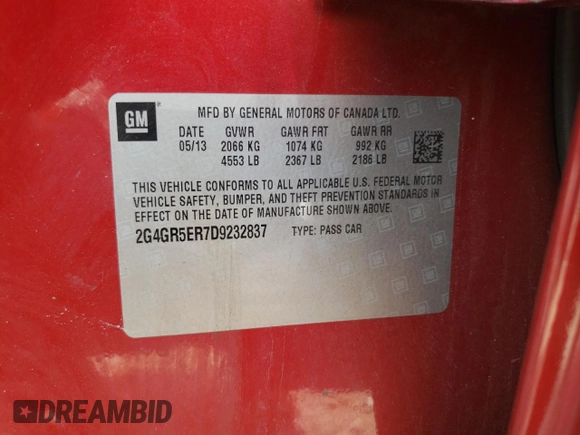 GM
MFD BY GENERAL MOTORS OF CANADA LTD.
DATE GVWR GAWR FRT GAWR RR
05/13 2066 KG 1074 KG 992 KG
4553 LB 2367 LB 2186 LB
THIS VEHICLE CONFORMS TO ALL APPLICABLE U.S. FEDERAL MOTOR
VEHICLE SAFETY, BUMPER, AND THEFT PREVENTION STANDARDS IN
EFFECT ON THE DATE OF MANUFACTURE SHOWN ABOVE.
2G4GR5ER7D9232837 TYPE: PASS CAR
DREAMBID